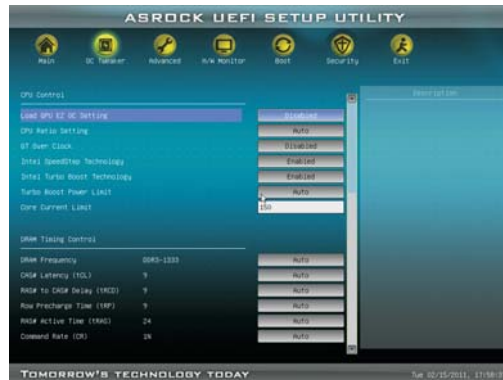 ASROCK UEFI SETUP UTILITY
Main OC Tweaker Advanced H/W Monitor Boot Security Exit
CPU Control
Description
Load GPU EZ OC Setting Disabled
CPU Ratio Setting Auto
GT Over Clock Disabled
Intel SpeedStep Technology Enabled
Intel Turbo Boost Technology Enabled
Turbo Boost Power Limit Auto
Core Current Limit 150
DRAM Timing Control
DRAM Frequency DDR3-1333 Auto
CAS# Latency (tCL) 9 Auto
RAS# to CAS# Delay (tRCD) 9 Auto
Row Precharge Time (tRP) 9 Auto
RAS# Active Time (tRAS) 24 Auto
Command Rate (CR) 1N Auto
TOMORROW'S TECHNOLOGY TODAY
Tue 02/15/2011,